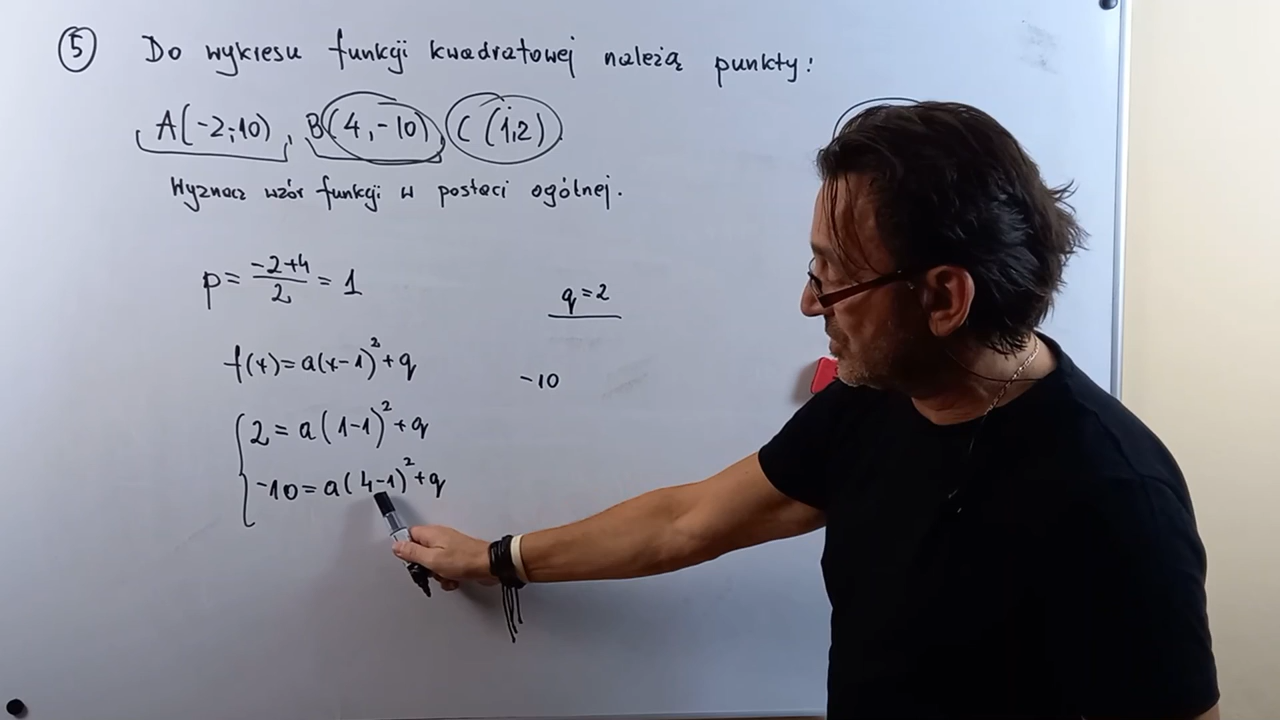 5 Do wykresu funkcji kwadratowej należą punkty:
A(-2,-10), B(4,-10), C(1,2)
Wyznacz wzór funkcji w postaci ogólnej.
p = \frac{-2+4}{2} = 1
q = 2
f(x) = a(x-1)² + q
-10
2 = a(1-1)² + q
-10 = a(4-1)² + q